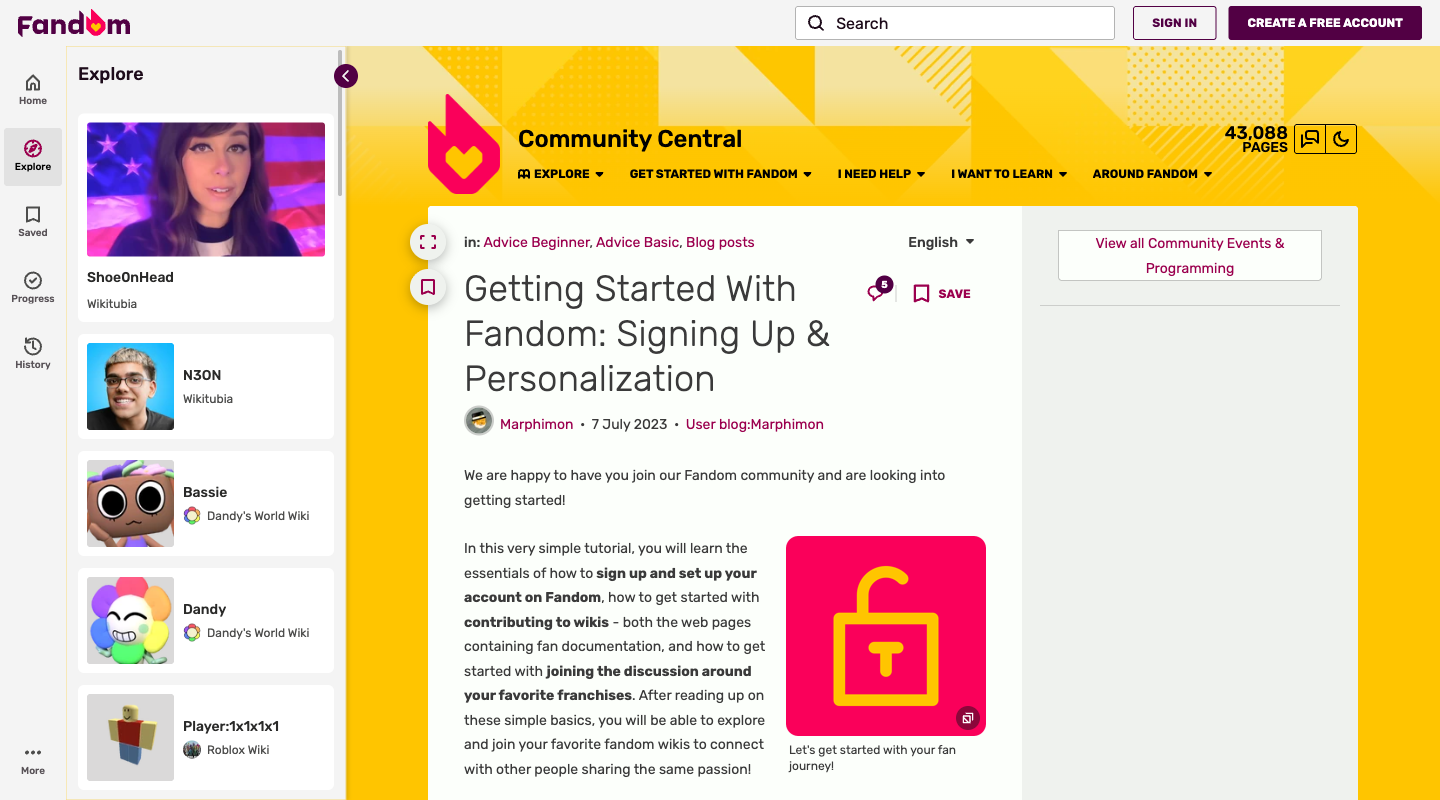 Fandom
Search
SIGN IN
CREATE A FREE ACCOUNT
Home
Explore
Saved
Progress
History
More
Explore
ShoeOnHead
Wikitubia
N3ON
Wikitubia
Bassie
Dandy's World Wiki
Dandy
Dandy's World Wiki
Player:1x1x1x1
Roblox Wiki
Community Central
43,088
PAGES
EXPLORE
GET STARTED WITH FANDOM
I NEED HELP
I WANT TO LEARN
AROUND FANDOM
in: Advice Beginner, Advice Basic, Blog posts
English
Getting Started With
Fandom: Signing Up &
Personalization
5
SAVE
Marphimon • 7 July 2023 • User blog:Marphimon
We are happy to have you join our Fandom community and are looking into
getting started!
In this very simple tutorial, you will learn the
essentials of how to sign up and set up your
account on Fandom, how to get started with
contributing to wikis - both the web pages
containing fan documentation, and how to get
started with joining the discussion around
your favorite franchises. After reading up on
these simple basics, you will be able to explore
and join your favorite fandom wikis to connect
with other people sharing the same passion!
Let's get started with your fan
journey!
View all Community Events &
Programming